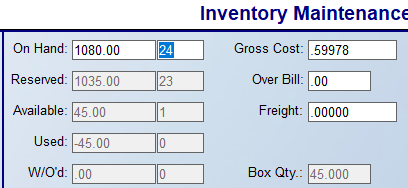 Inventory Maintenance
On Hand: 1080.00 24 Gross Cost: .59978
Reserved: 1035.00 23 Over Bill: .00
Available: 45.00 1 Freight: .00000
Used: -45.00 0
W/O'd: .00 0 Box Qty.: 45.000